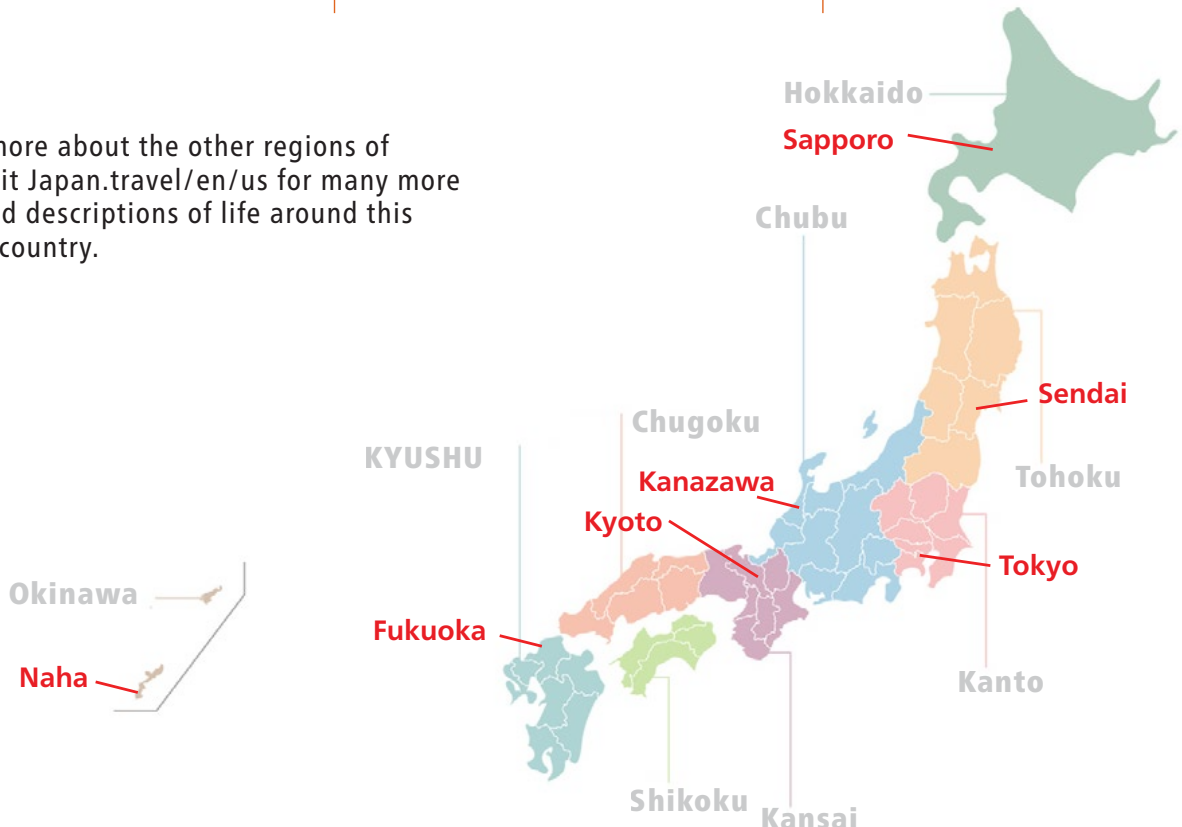 more about the other regions of
it Japan.travel/en/us for many more
d descriptions of life around this
country.
Hokkaido
Sapporo
Chubu
Sendai
Chugoku
KYUSHU
Tohoku
Kanazawa
Kyoto
Tokyo
Okinawa
Fukuoka
Naha
Kanto
Shikoku
Kansai